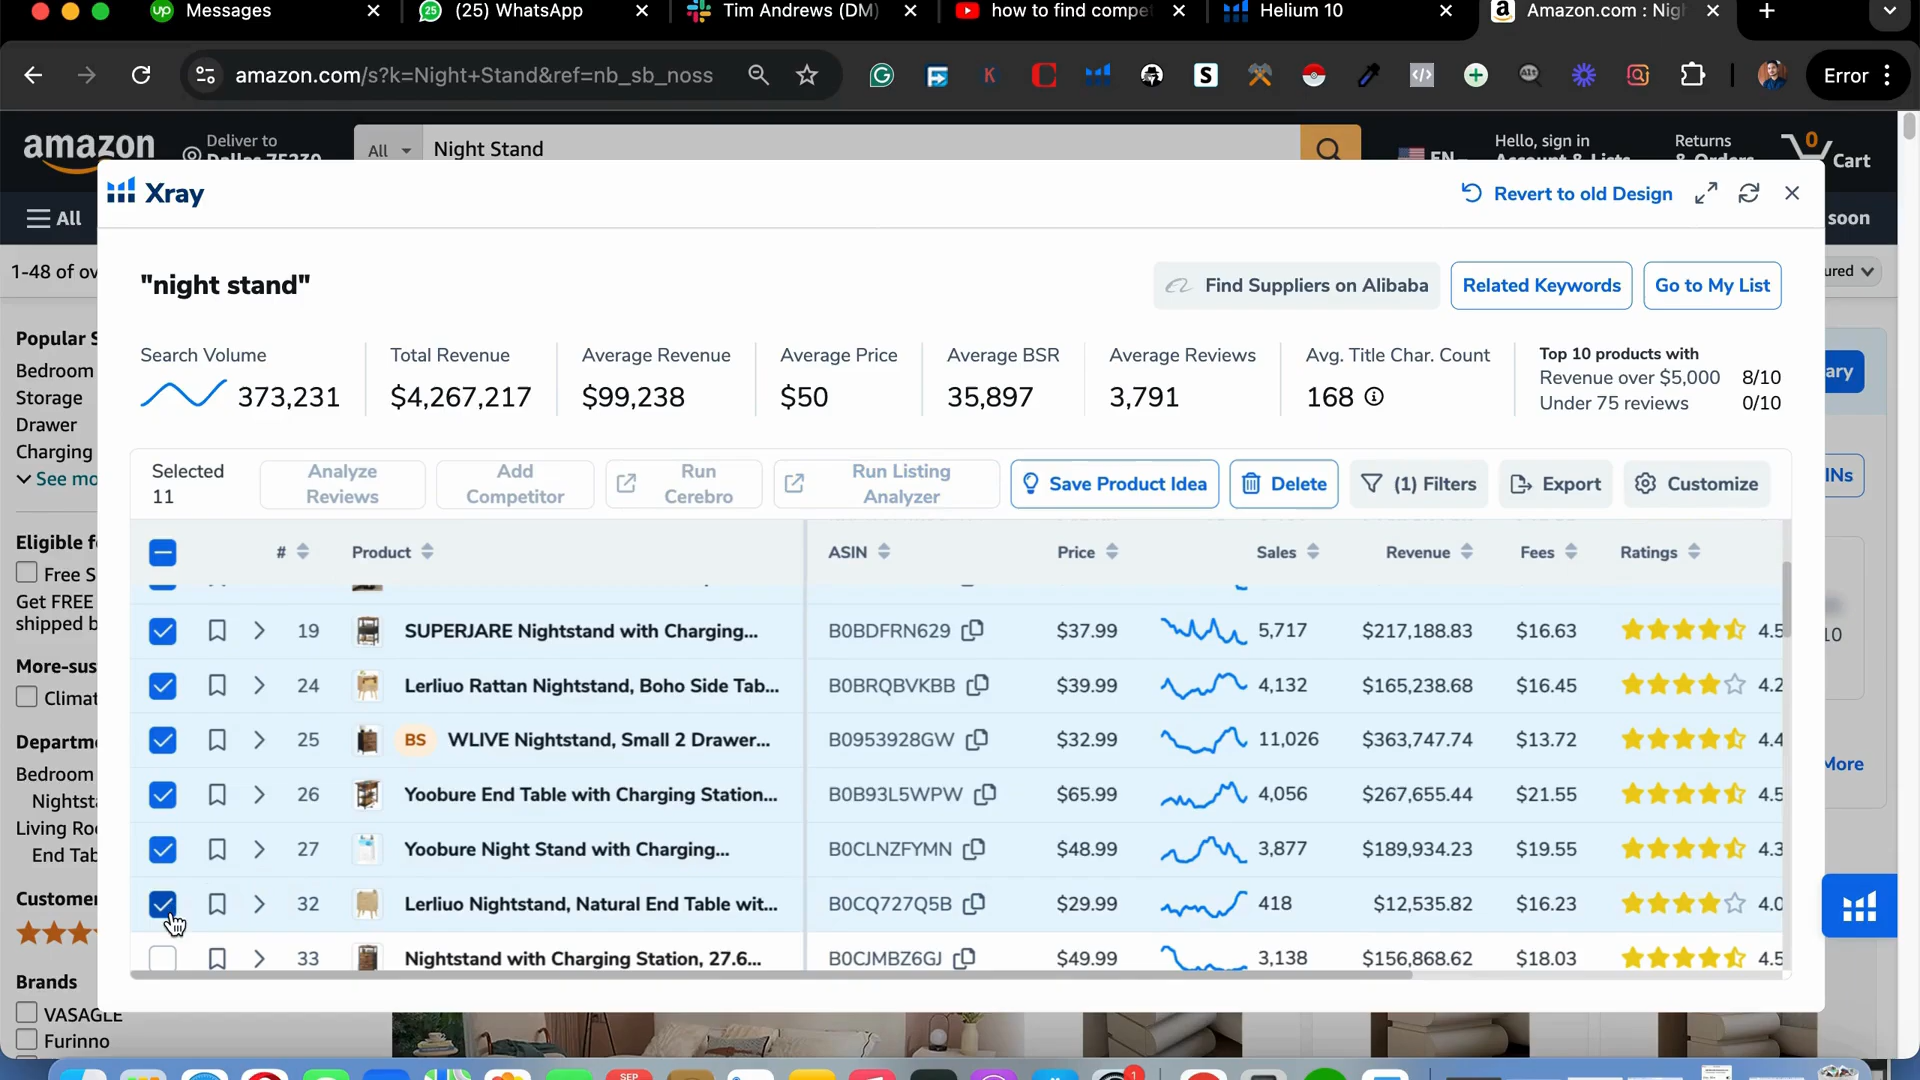 Messages
(25) WhatsApp
Tim Andrews (DM)
how to find compe
Helium 10
Amazon.com : Nig
amazon.com/s?k=Night+Stand&ref=nb_sb_noss
Error
amazon
Deliver to
Dallas 75230
All
Night Stand
EN
Hello, sign in
Account & Lists
Returns
& Orders
0
Cart
All
soon
Xray
Revert to old Design
1-48 of ov
ured
"night stand"
Find Suppliers on Alibaba
Related Keywords
Go to My List
Search Volume
373,231
Total Revenue
$4,267,217
Average Revenue
$99,238
Average Price
$50
Average BSR
35,897
Average Reviews
3,791
Avg. Title Char. Count
168
Top 10 products with
Revenue over $5,000 8/10
Under 75 reviews 0/10
Selected
11
Analyze
Reviews
Add
Competitor
Run
Cerebro
Run Listing
Analyzer
Save Product Idea
Delete
(1) Filters
Export
Customize
# Product ASIN Price Sales Revenue Fees Ratings
19 SUPERJARE Nightstand with Charging... B0BDFRN629 $37.99 5,717 $217,188.83 $16.63 4.5
24 Lerliuo Rattan Nightstand, Boho Side Tab... B0BRQBVKBB $39.99 4,132 $165,238.68 $16.45 4.2
25 BS WLIVE Nightstand, Small 2 Drawer... B0953928GW $32.99 11,026 $363,747.74 $13.72 4.4
26 Yoobure End Table with Charging Station... B0B93L5WPW $65.99 4,056 $267,655.44 $21.55 4.5
27 Yoobure Night Stand with Charging... B0CLNZFYMN $48.99 3,877 $189,934.23 $19.55 4.3
32 Lerliuo Nightstand, Natural End Table wit... B0CQ727Q5B $29.99 418 $12,535.82 $16.23 4.0
33 Nightstand with Charging Station, 27.6... B0CJMBZ6GJ $49.99 3,138 $156,868.62 $18.03 4.5
Popular S
Bedroom
Storage
Drawer
Charging
See mo
Eligible f
Free S
Get FREE
shipped b
More-sus
Climat
Departme
Bedroom
Nightsta
Living Roo
End Tab
Customer
Brands
VASAGLE
Furinno
ary
INs
10
More
SEP
1